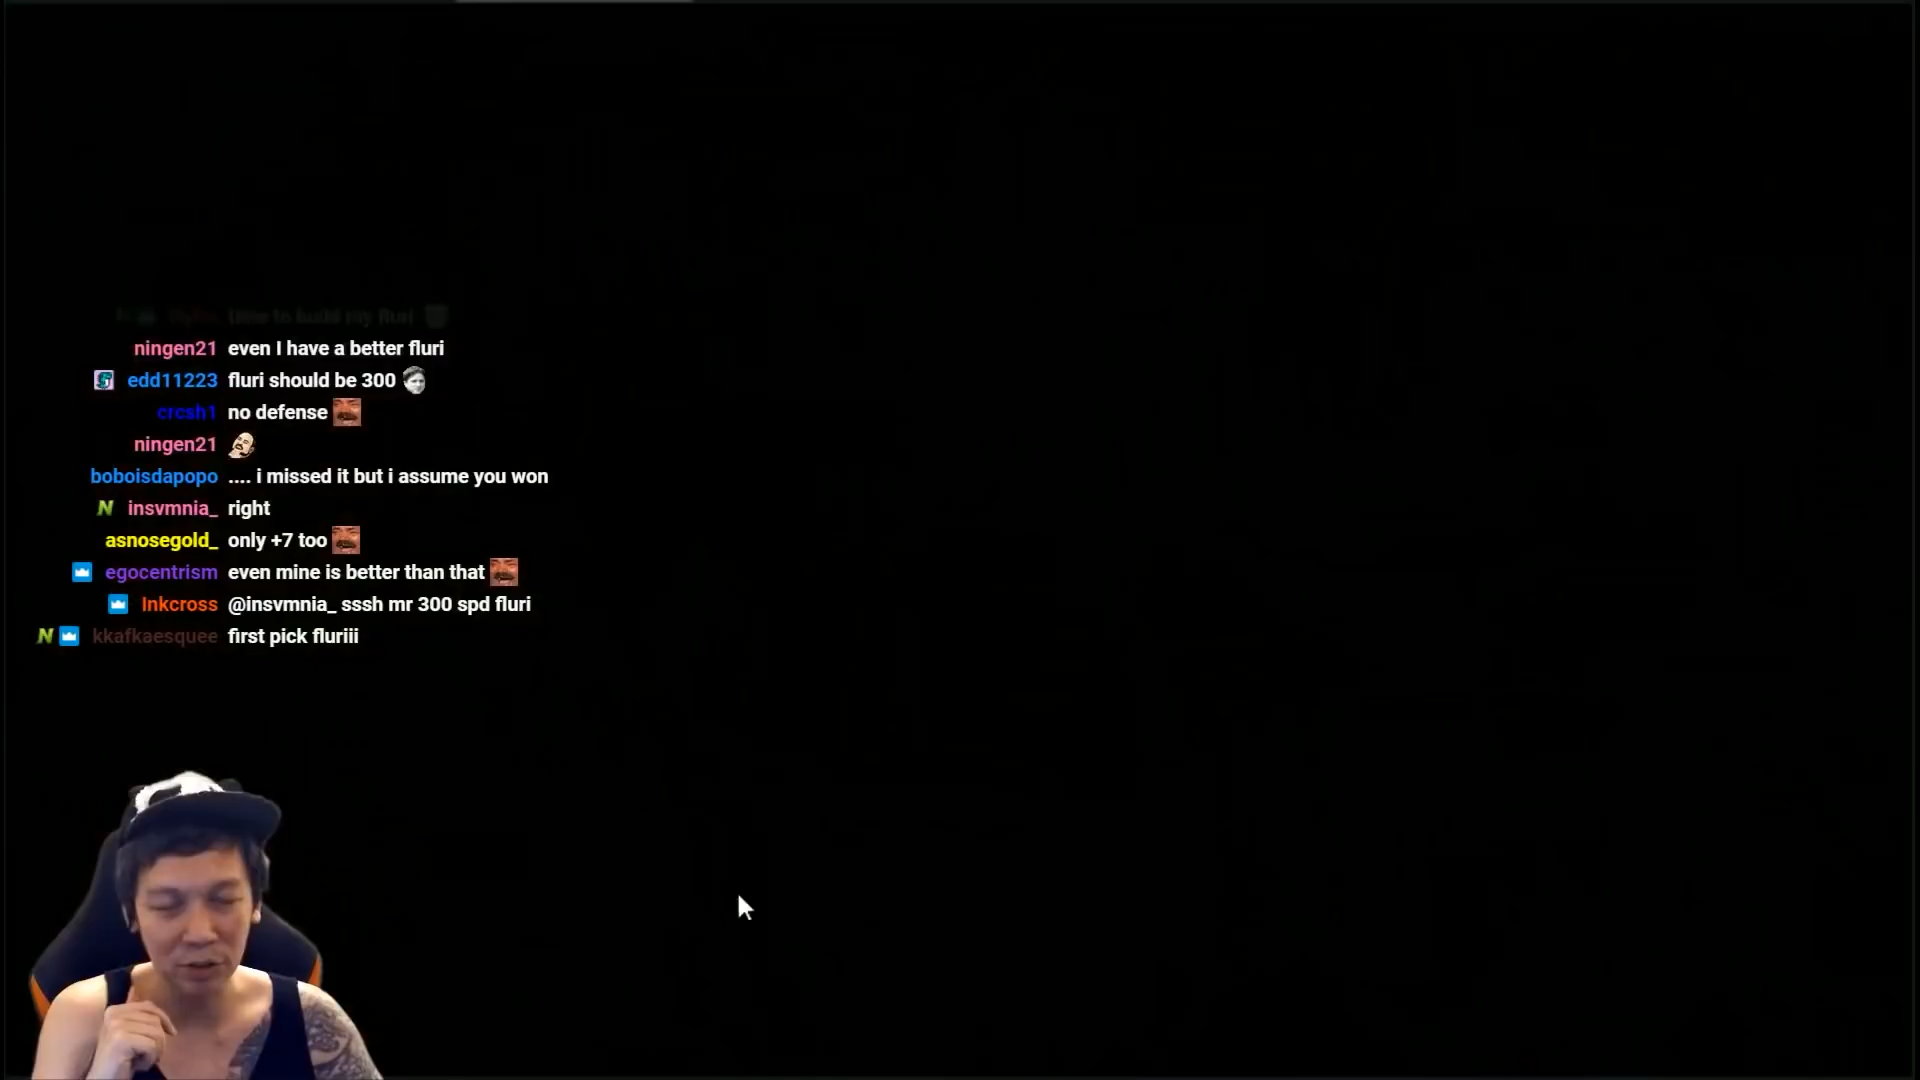 ningen21 even I have a better fluri
edd11223 fluri should be 300
crcsh1 no defense
ningen21
boboisdapopo .... i missed it but i assume you won
N insvmnia_ right
asnosegold_ only +7 too
egocentrism even mine is better than that
Inkcross @insvmnia_ sssh mr 300 spd fluri
N kkafkaesquee first pick fluriii